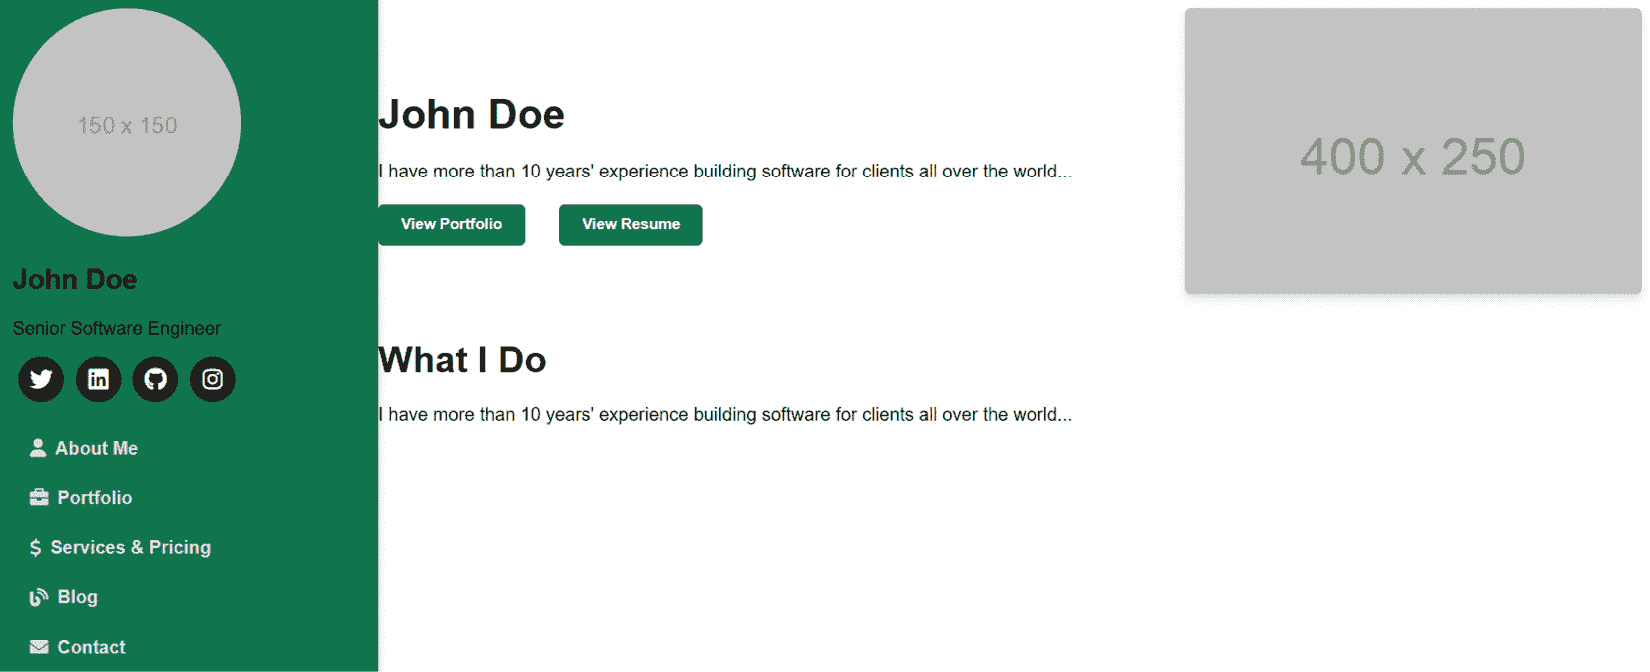 150 x 150
John Doe
Senior Software Engineer
About Me
Portfolio
Services & Pricing
Blog
Contact
John Doe
I have more than 10 years' experience building software for clients all over the world...
View Portfolio
View Resume
What I Do
I have more than 10 years' experience building software for clients all over the world...
400 x 250